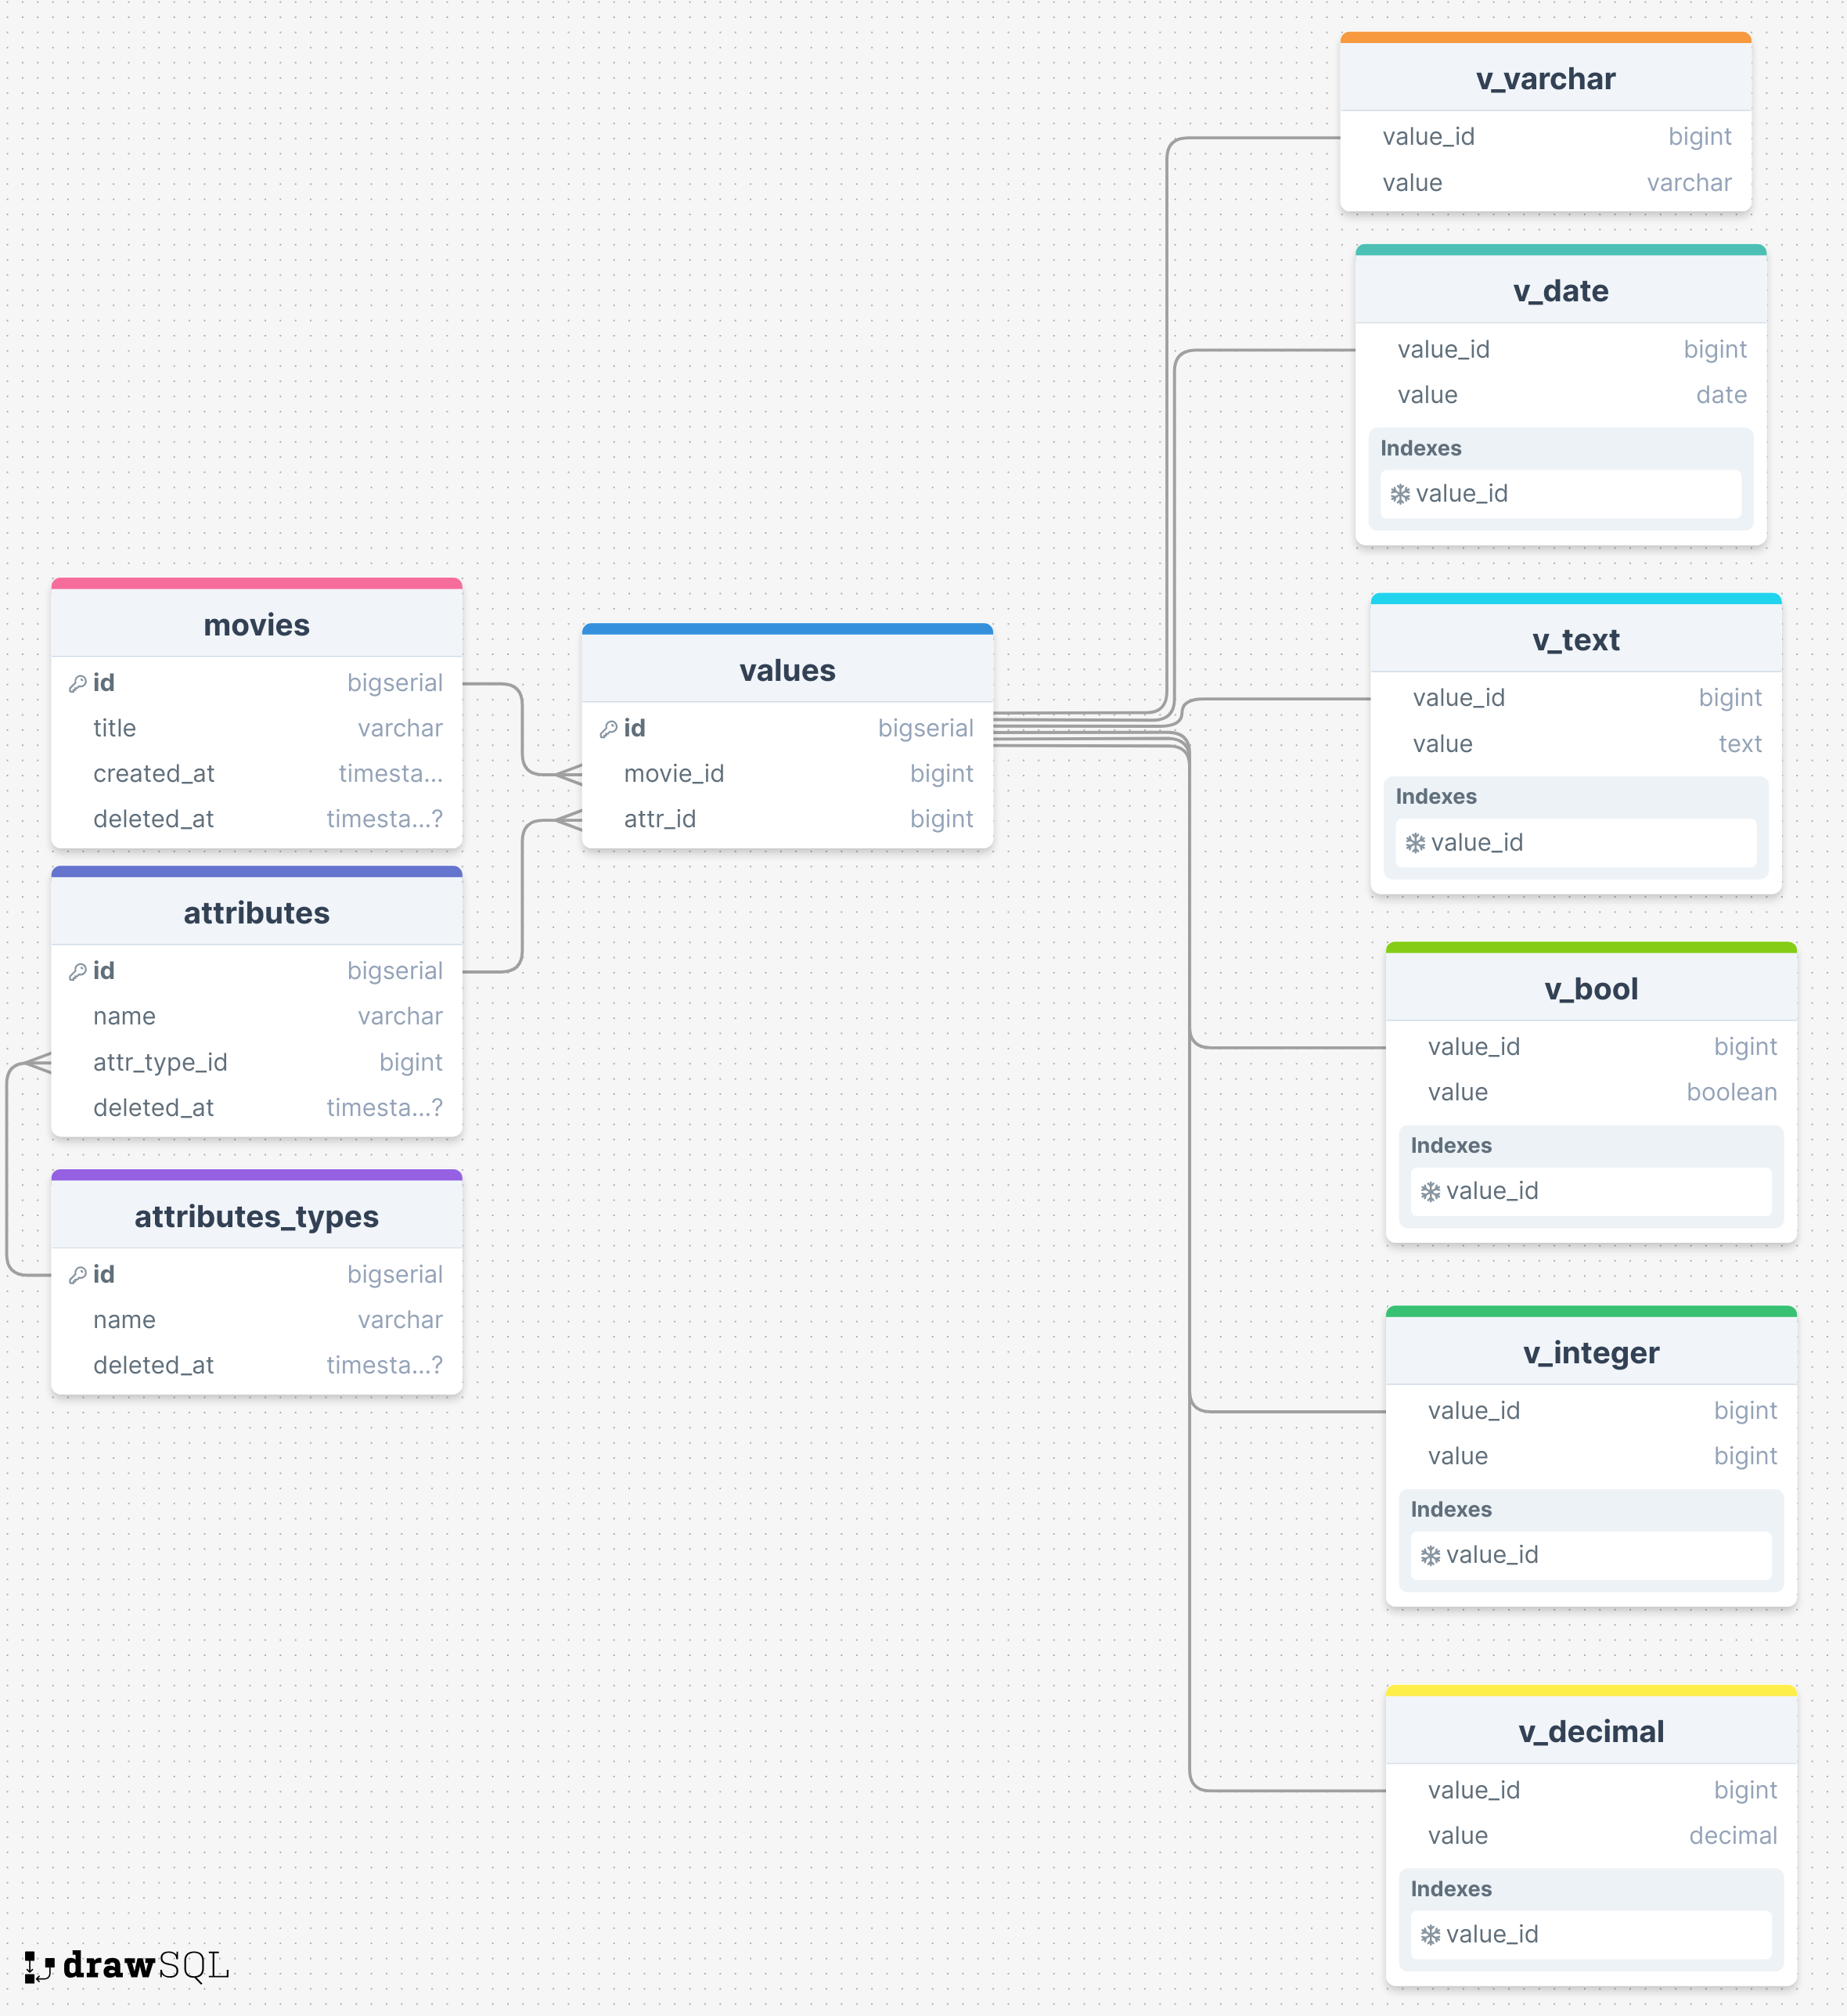 movies
id bigserial
title varchar
created_at timesta...
deleted_at timesta...?
attributes
id bigserial
name varchar
attr_type_id bigint
deleted_at timesta...?
attributes_types
id bigserial
name varchar
deleted_at timesta...?
values
id bigserial
movie_id bigint
attr_id bigint
v_varchar
value_id bigint
value varchar
v_date
value_id bigint
value date
Indexes
value_id
v_text
value_id bigint
value text
Indexes
value_id
v_bool
value_id bigint
value boolean
Indexes
value_id
v_integer
value_id bigint
value bigint
Indexes
value_id
v_decimal
value_id bigint
value decimal
Indexes
value_id
drawSQL